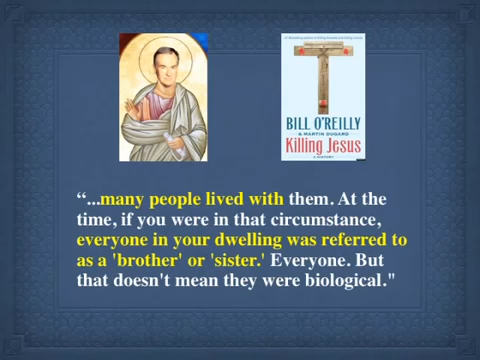 BILL O'REILLY
& MARTIN DUGARD
Killing Jesus
A HISTORY
“...many people lived with them. At the
time, if you were in that circumstance,
everyone in your dwelling was referred to
as a 'brother' or 'sister.' Everyone. But
that doesn't mean they were biological."